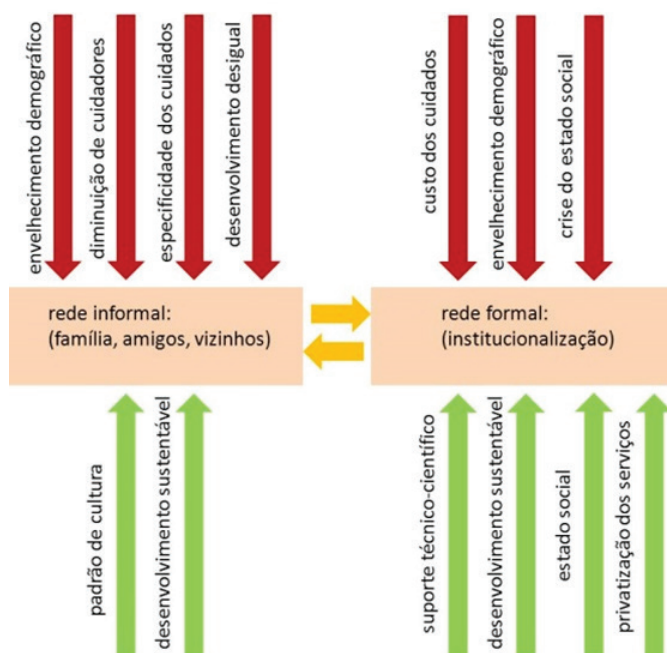 envelhecimento demográfico
diminuição de cuidadores
especificidade dos cuidados
desenvolvimento desigual
custo dos cuidados
envelhecimento demográfico
crise do estado social
rede informal:
(família, amigos, vizinhos)
rede formal:
(institucionalização)
padrão de cultura
desenvolvimento sustentável
suporte técnico-científico
desenvolvimento sustentável
estado social
privatização dos serviços